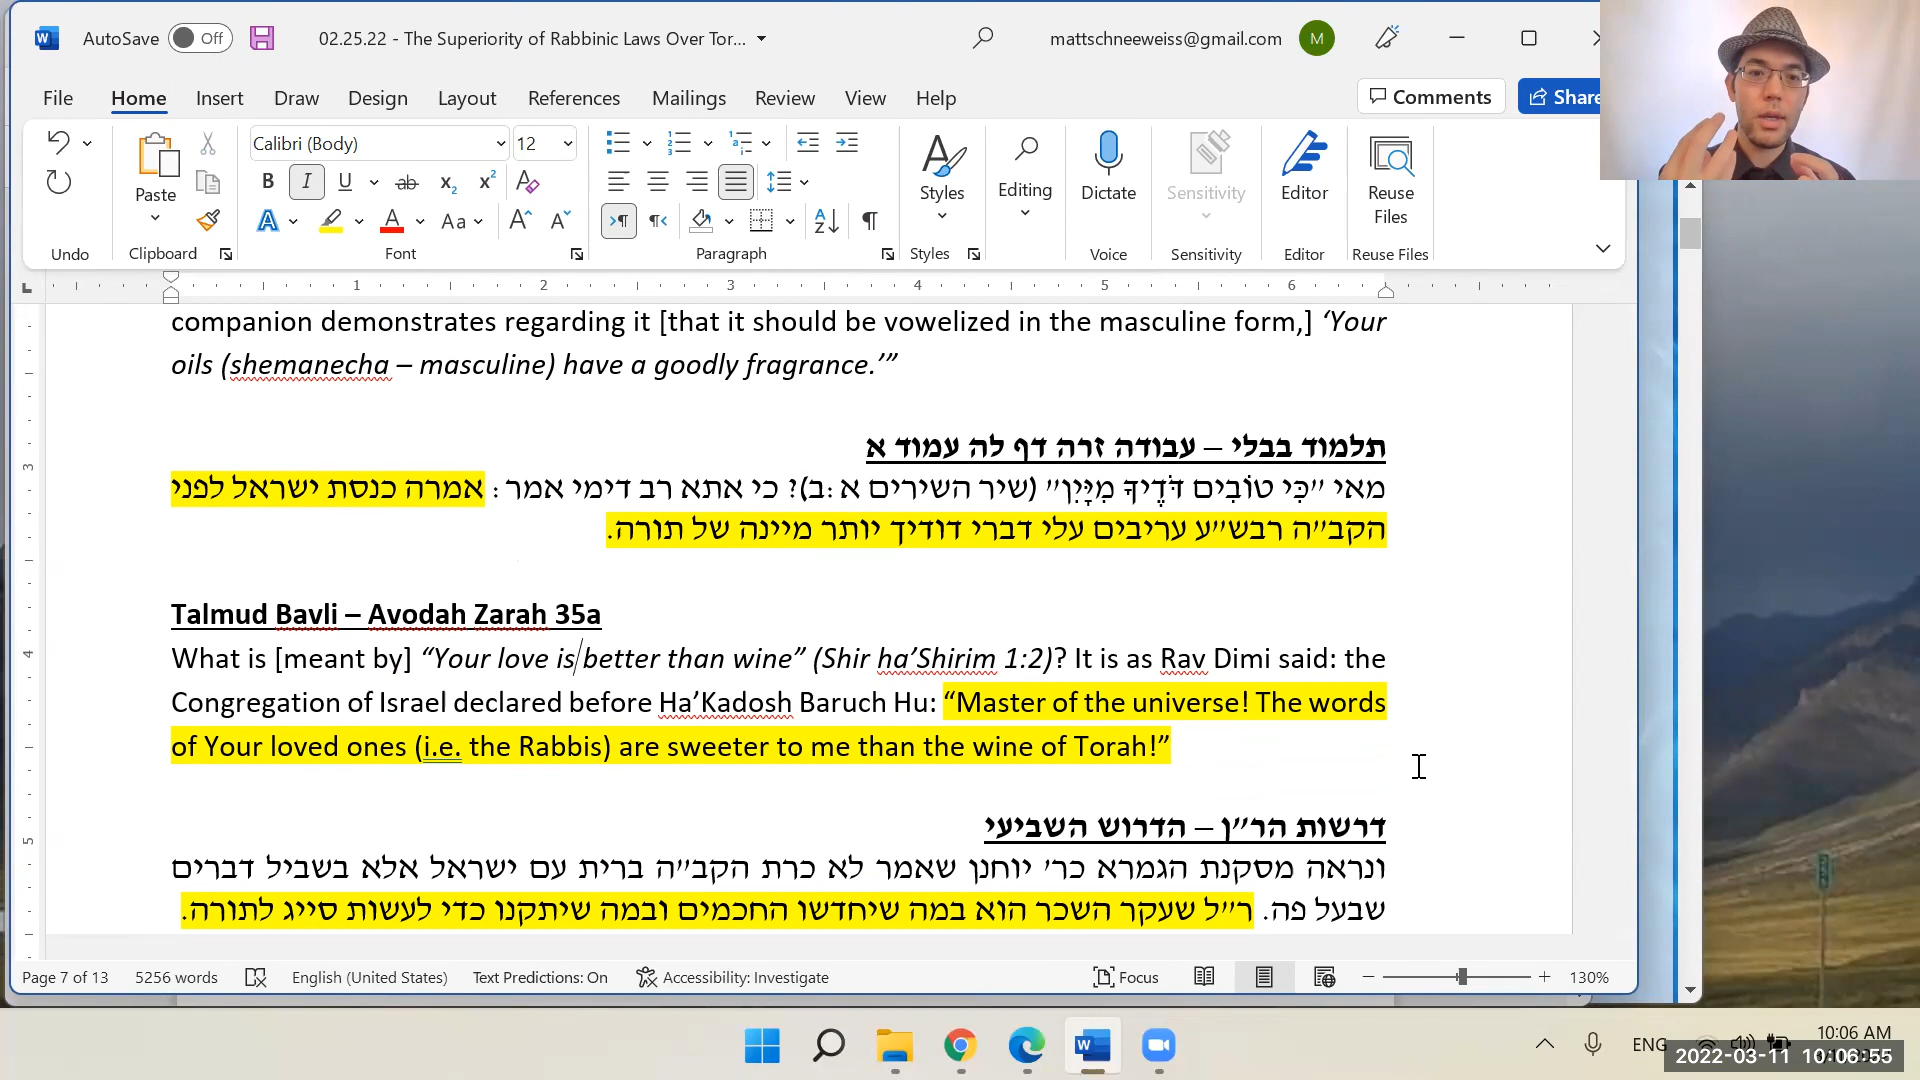 AutoSave Off 02.25.22 - The Superiority of Rabbinic Laws Over Tor... mattschneeweiss@gmail.com M
File Home Insert Draw Design Layout References Mailings Review View Help Comments Share
Calibri (Body) 12
Paste Styles Editing Dictate Sensitivity Editor Reuse Files
Undo Clipboard Font Paragraph Styles Voice Sensitivity Editor Reuse Files
1 2 3 4 5 6
companion demonstrates regarding it [that it should be vowelized in the masculine form,] ‘Your
oils (shemanecha – masculine) have a goodly fragrance.’”
תלמוד בבלי – עבודה זרה דף לה עמוד א
מאי "כִּי טוֹבִים דֹּדֶיךָ מִיָּיִן" (שיר השירים א:ב)? כי אתא רב דימי אמר: אמרה כנסת ישראל לפני
הקב"ה רבש"ע עריבים עלי דברי דודיך יותר מיינה של תורה.
Talmud Bavli – Avodah Zarah 35a
What is [meant by] “Your love is better than wine” (Shir ha’Shirim 1:2)? It is as Rav Dimi said: the
Congregation of Israel declared before Ha’Kadosh Baruch Hu: “Master of the universe! The words
of Your loved ones (i.e. the Rabbis) are sweeter to me than the wine of Torah!”
דרשות הר"ן – הדרוש השביעי
ונראה מסקנת הגמרא כר' יוחנן שאמר לא כרת הקב"ה ברית עם ישראל אלא בשביל דברים
שבעל פה. ר"ל שעקר השכר הוא במה שיחדשו החכמים ובמה שיתקנו כדי לעשות סייג לתורה.
3
4
5
Page 7 of 13 5256 words English (United States) Text Predictions: On Accessibility: Investigate Focus 130%
ENG 10:06 AM
2022-03-11 10:06:55